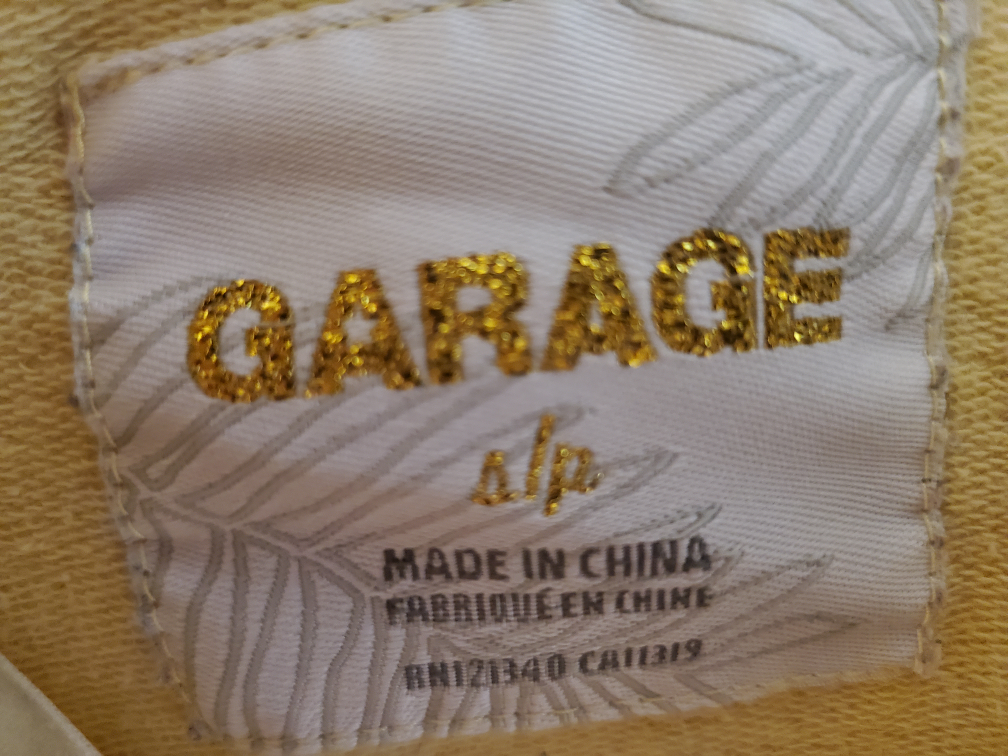 GARAGE
s/p
MADE IN CHINA
FABRIQUÉ EN CHINE
RN121340 CA11319